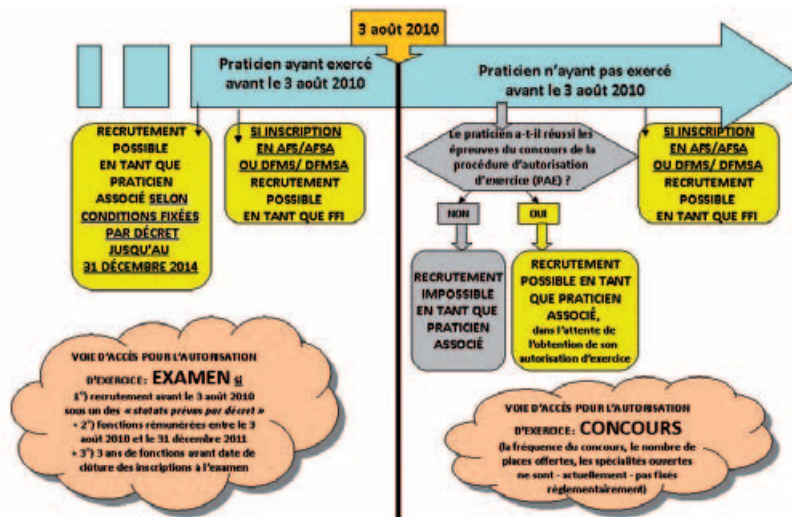 3 août 2010
Praticien ayant exercé
avant le 3 août 2010
Praticien n'ayant pas exercé
avant le 3 août 2010
RECRUTEMENT
POSSIBLE
EN TANT QUE
PRATICIEN
ASSOCIÉ SELON
CONDITIONS FIXÉES
PAR DÉCRET
JUSQU'AU
31 DÉCEMBRE 2014
SI INSCRIPTION
EN AFS/AFSA
OU DFMS/ DFMSA
RECRUTEMENT
POSSIBLE
EN TANT QUE FFI
Le praticien a-t-il réussi les
épreuves du concours de la
procédure d'autorisation
d'exercice (PAE) ?
SI INSCRIPTION
EN AFS/AFSA
OU DFMS/ DFMSA
RECRUTEMENT
POSSIBLE
EN TANT QUE FFI
NON
OUI
RECRUTEMENT
IMPOSSIBLE
EN TANT QUE
PRATICIEN
ASSOCIÉ
RECRUTEMENT
POSSIBLE EN TANT
QUE PRATICIEN
ASSOCIÉ,
dans l'attente de
l'obtention de son
autorisation d'exercice
VOIE D'ACCÈS POUR L'AUTORISATION
D'EXERCICE : EXAMEN si
1°) recrutement avant le 3 août 2010
sous un des « statuts prévus par décret »
+ 2°) fonctions rémunérées entre le 3
août 2010 et le 31 décembre 2011
+ 3°) 3 ans de fonctions avant date de
clôture des inscriptions à l'examen
VOIE D'ACCÈS POUR L'AUTORISATION
D'EXERCICE : CONCOURS
(la fréquence du concours, le nombre de
places offertes, les spécialités ouvertes
ne sont - actuellement - pas fixés
réglementairement)